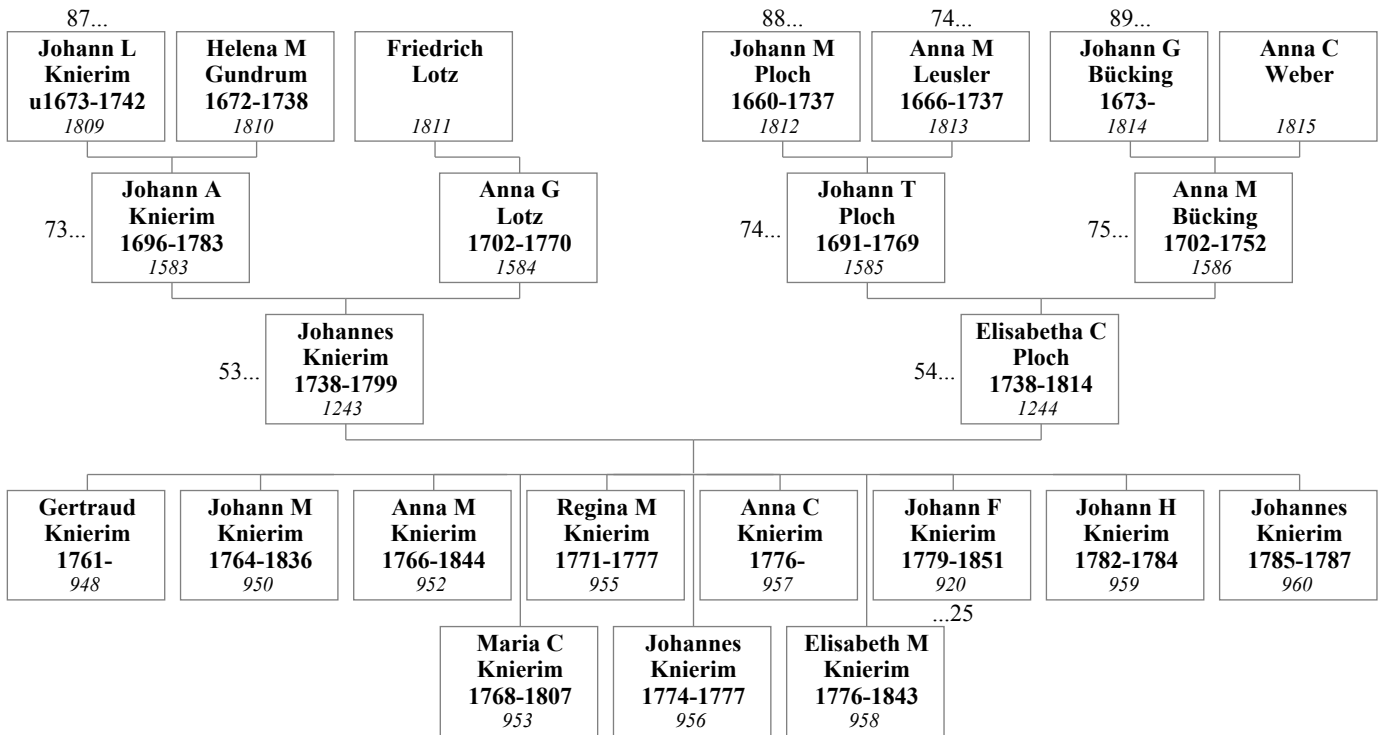 87...
Johann L
Knierim
u1673-1742
1809
Helena M
Gundrum
1672-1738
1810
Friedrich
Lotz
1811
88...
Johann M
Ploch
1660-1737
1812
74...
Anna M
Leusler
1666-1737
1813
89...
Johann G
Bücking
1673-
1814
Anna C
Weber
1815
73...
Johann A
Knierim
1696-1783
1583
Anna G
Lotz
1702-1770
1584
74...
Johann T
Ploch
1691-1769
1585
75...
Anna M
Bücking
1702-1752
1586
53...
Johannes
Knierim
1738-1799
1243
54...
Elisabetha C
Ploch
1738-1814
1244
Gertraud
Knierim
1761-
948
Johann M
Knierim
1764-1836
950
Anna M
Knierim
1766-1844
952
Regina M
Knierim
1771-1777
955
Anna C
Knierim
1776-
957
Johann F
Knierim
1779-1851
920
...25
Johann H
Knierim
1782-1784
959
Johannes
Knierim
1785-1787
960
Maria C
Knierim
1768-1807
953
Johannes
Knierim
1774-1777
956
Elisabeth M
Knierim
1776-1843
958